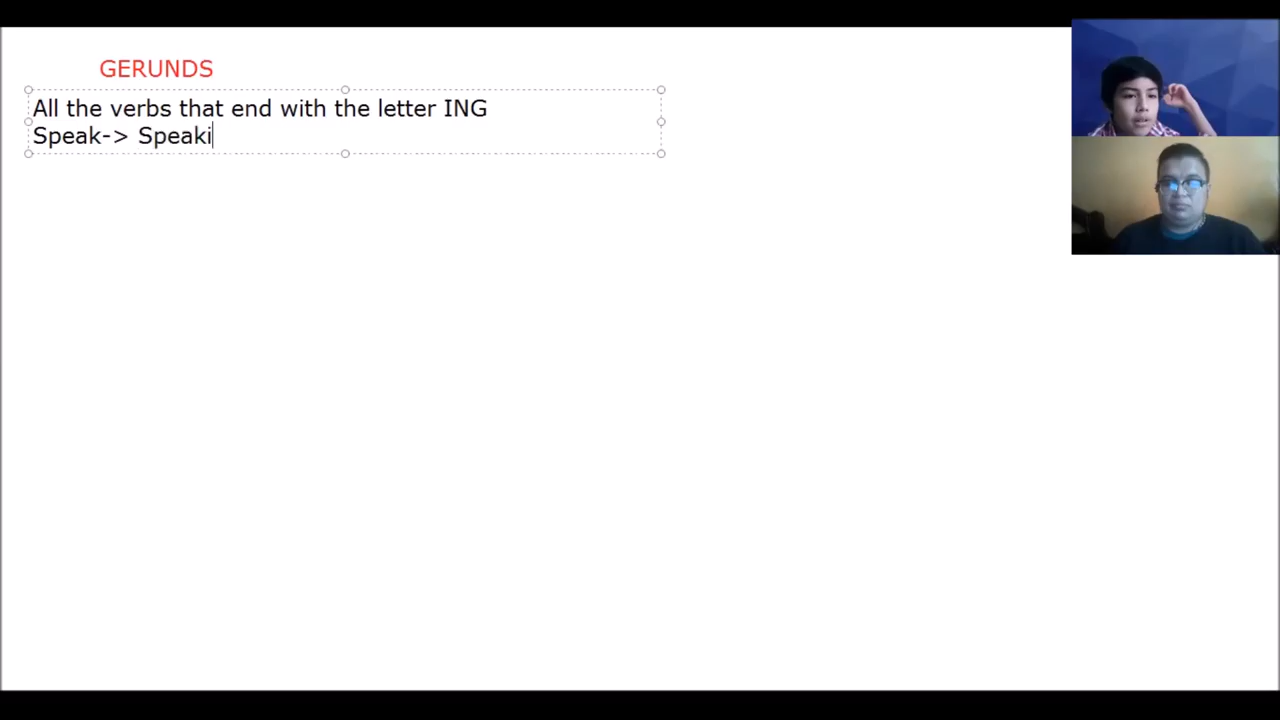 GERUNDS
All the verbs that end with the letter ING
Speak-> Speaki